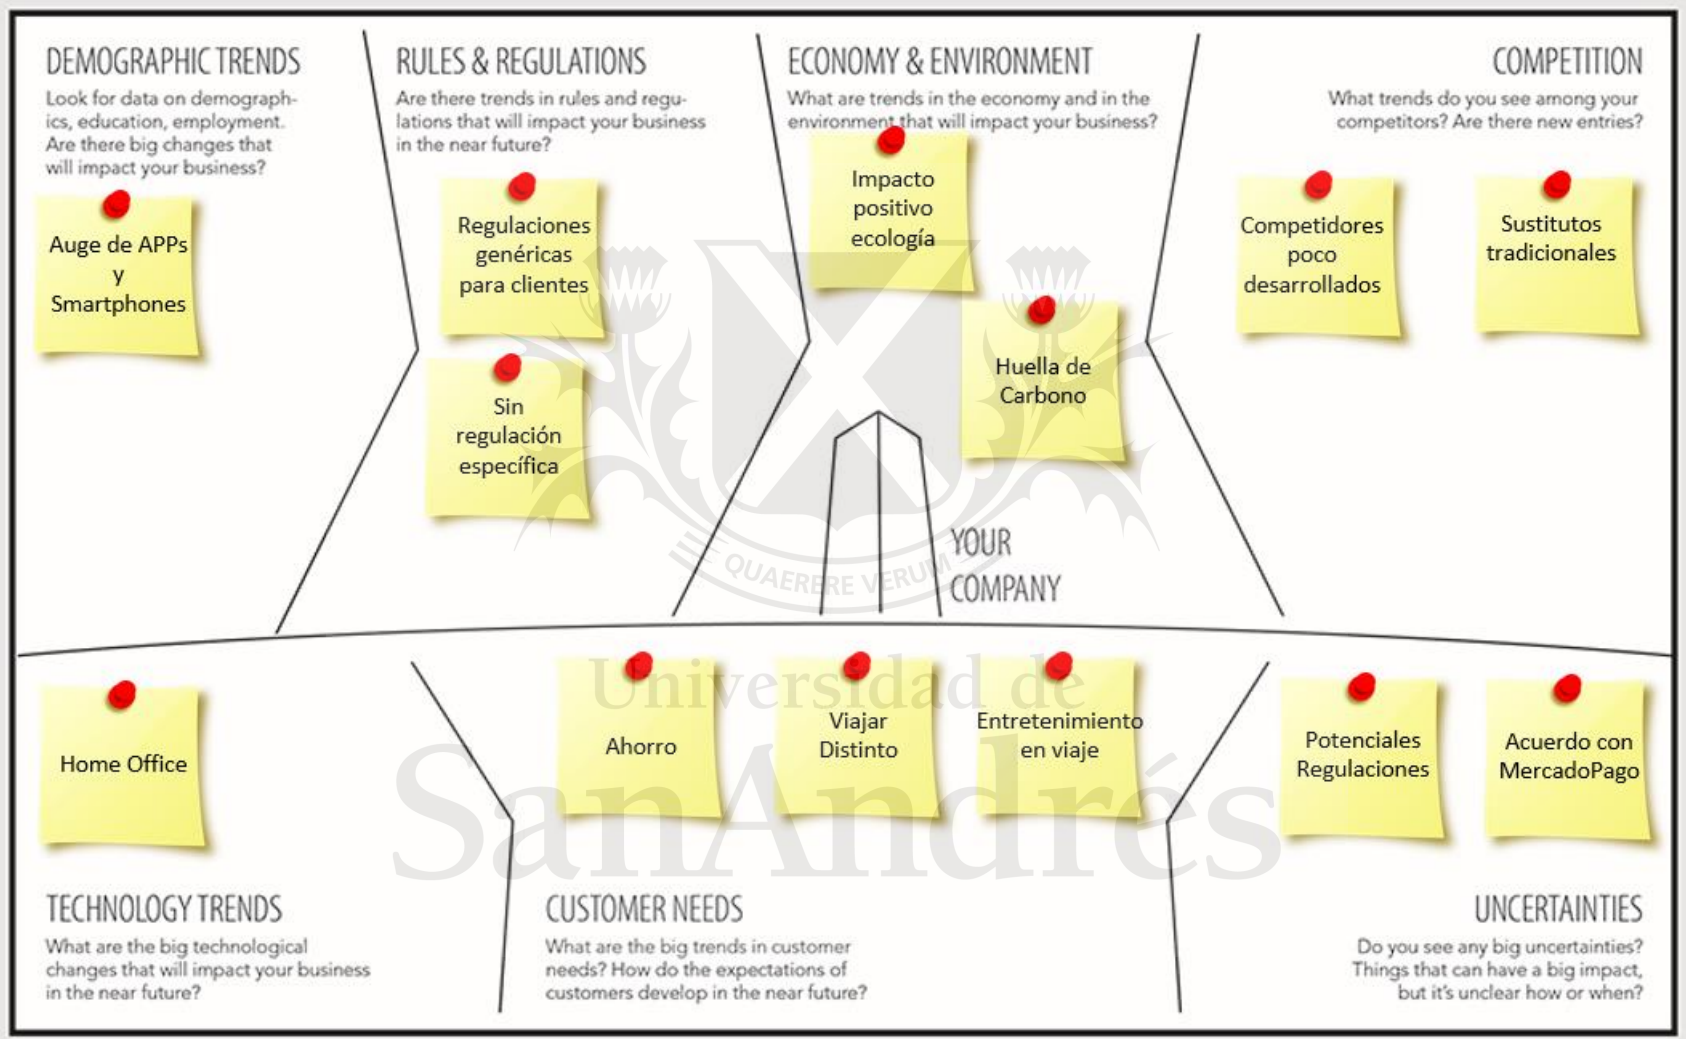 DEMOGRAPHIC TRENDS
Look for data on demograph-
ics, education, employment.
Are there big changes that
will impact your business?
Auge de APPs
y
Smartphones
RULES & REGULATIONS
Are there trends in rules and regu-
lations that will impact your business
in the near future?
Regulaciones
genéricas
para clientes
Sin
regulación
específica
ECONOMY & ENVIRONMENT
What are trends in the economy and in the
environment that will impact your business?
Impacto
positivo
ecología
Huella de
Carbono
COMPETITION
What trends do you see among your
competitors? Are there new entries?
Competidores
poco
desarrollados
Sustitutos
tradicionales
YOUR
COMPANY
QUAERERE VERUM
Universidad de
SanAndrés
Home Office
TECHNOLOGY TRENDS
What are the big technological
changes that will impact your business
in the near future?
Ahorro
Viajar
Distinto
Entretenimiento
en viaje
CUSTOMER NEEDS
What are the big trends in customer
needs? How do the expectations of
customers develop in the near future?
Potenciales
Regulaciones
Acuerdo con
MercadoPago
UNCERTAINTIES
Do you see any big uncertainties?
Things that can have a big impact,
but it's unclear how or when?